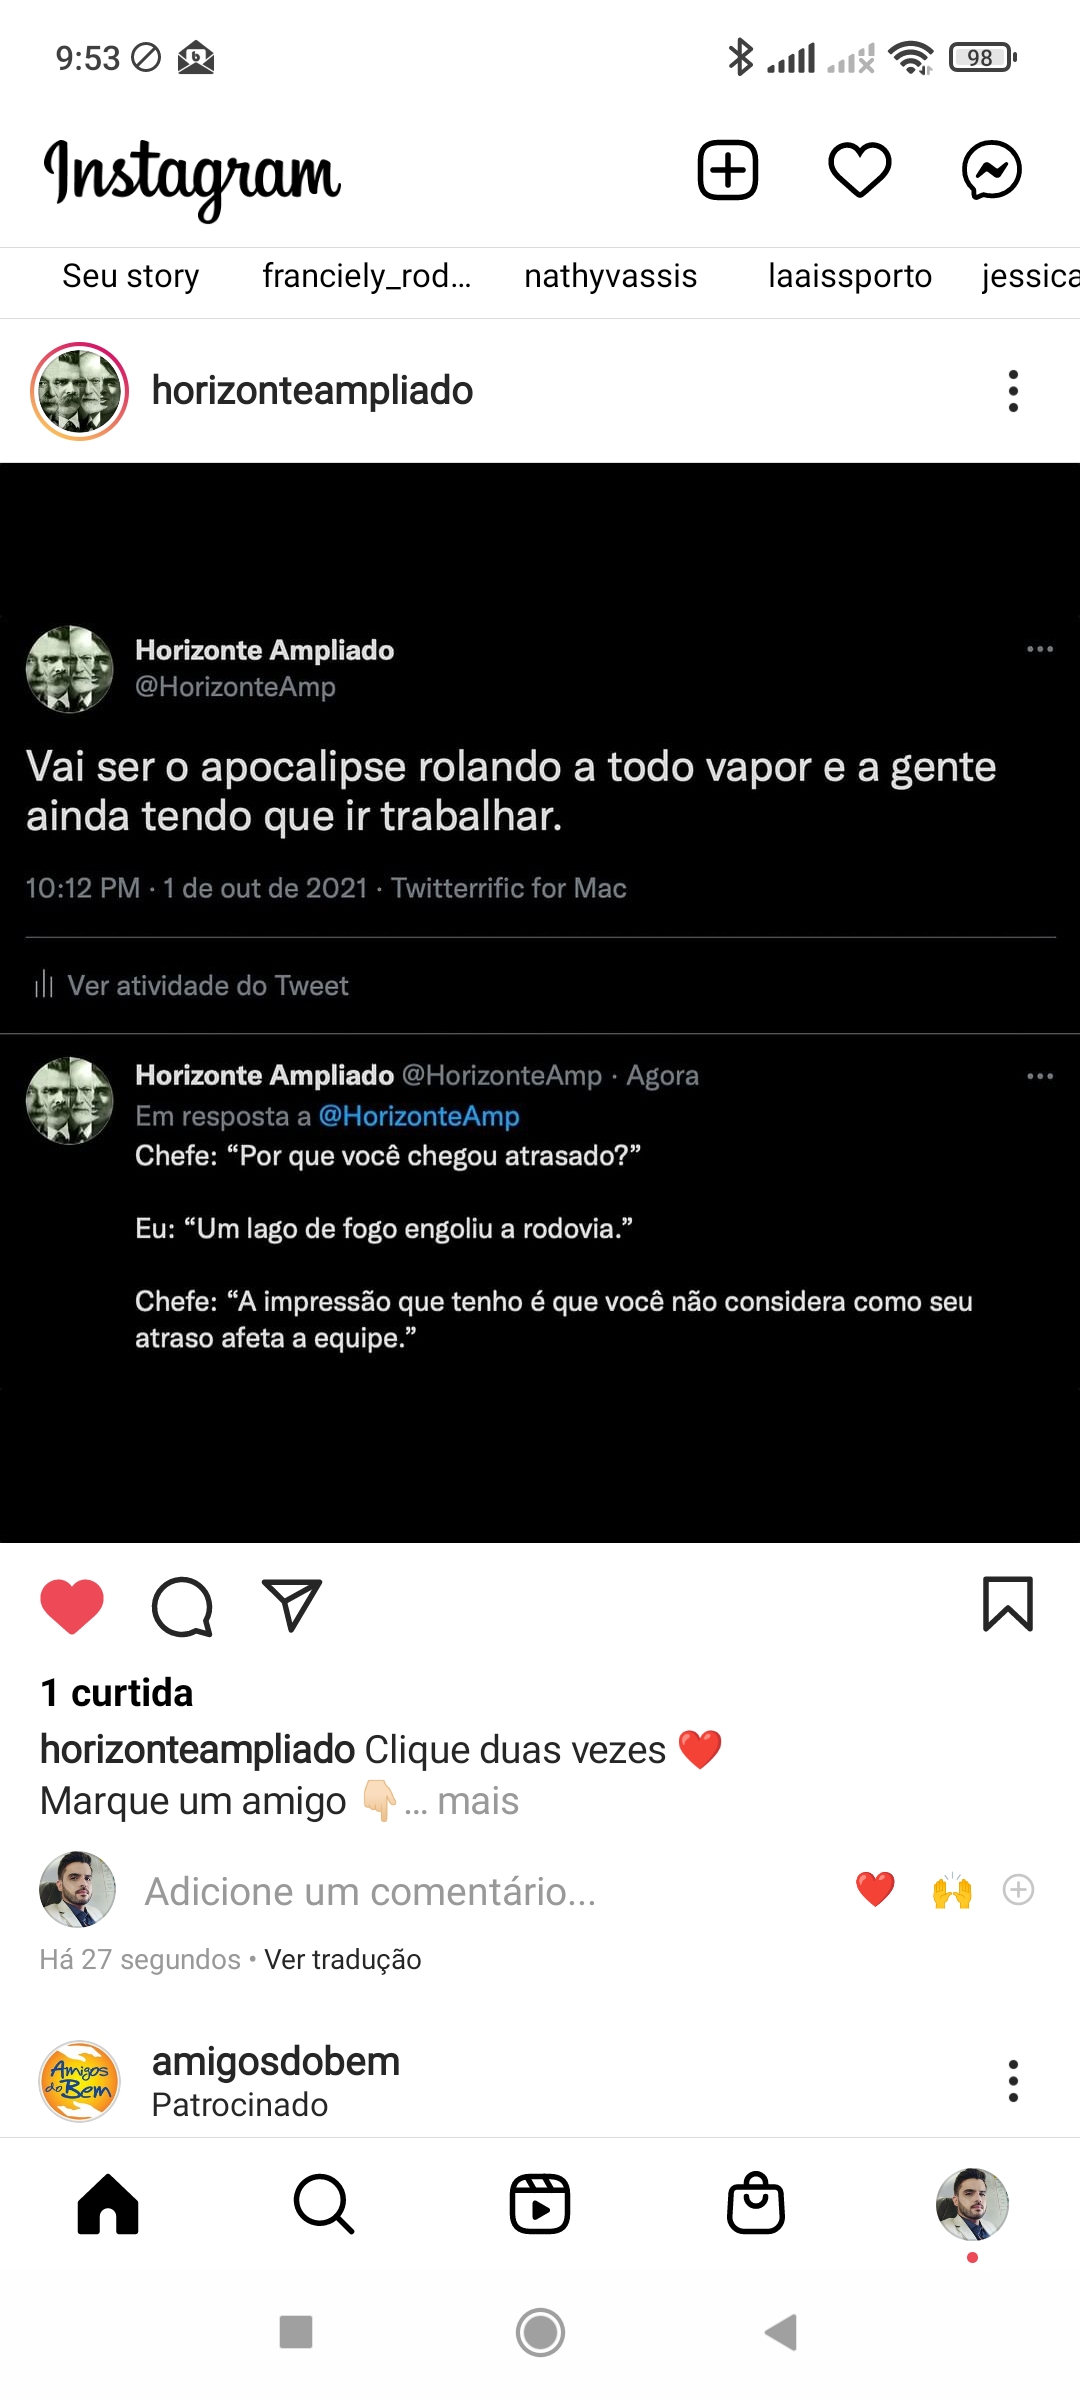 9:53
98
Instagram
Seu story
franciely_rod...
nathyvassis
laaissporto
jessica
horizonteampliado
Horizonte Ampliado
@HorizonteAmp
Vai ser o apocalipse rolando a todo vapor e a gente
ainda tendo que ir trabalhar.
10:12 PM · 1 de out de 2021 · Twitterrific for Mac
Ver atividade do Tweet
Horizonte Ampliado @HorizonteAmp · Agora
Em resposta a @HorizonteAmp
Chefe: “Por que você chegou atrasado?”
Eu: “Um lago de fogo engoliu a rodovia.”
Chefe: “A impressão que tenho é que você não considera como seu
atraso afeta a equipe.”
1 curtida
horizonteampliado Clique duas vezes ❤️
Marque um amigo 👇🏻... mais
Adicione um comentário...
Há 27 segundos • Ver tradução
Amigos
do Bem
amigosdobem
Patrocinado